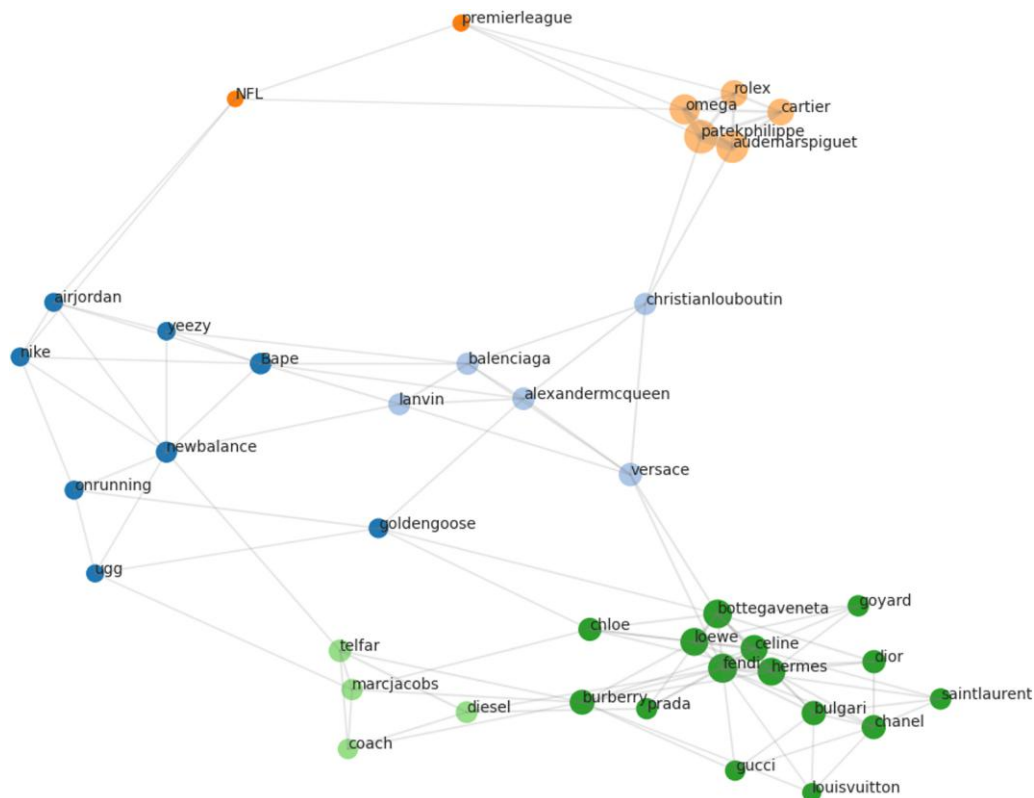 premierleague
NFL
rolex
omega
cartier
patekphilippe
audemarspiguet
airjordan
christianlouboutin
yeezy
nike
Bape
balenciaga
lanvin
alexandermcqueen
newbalance
versace
onrunning
goldengoose
ugg
bottegaveneta
goyard
chloe
loewe
celine
telfar
fendi
hermes
dior
marcjacobs
diesel
burberry
prada
bulgari
saintlaurent
chanel
coach
gucci
louisvuitton